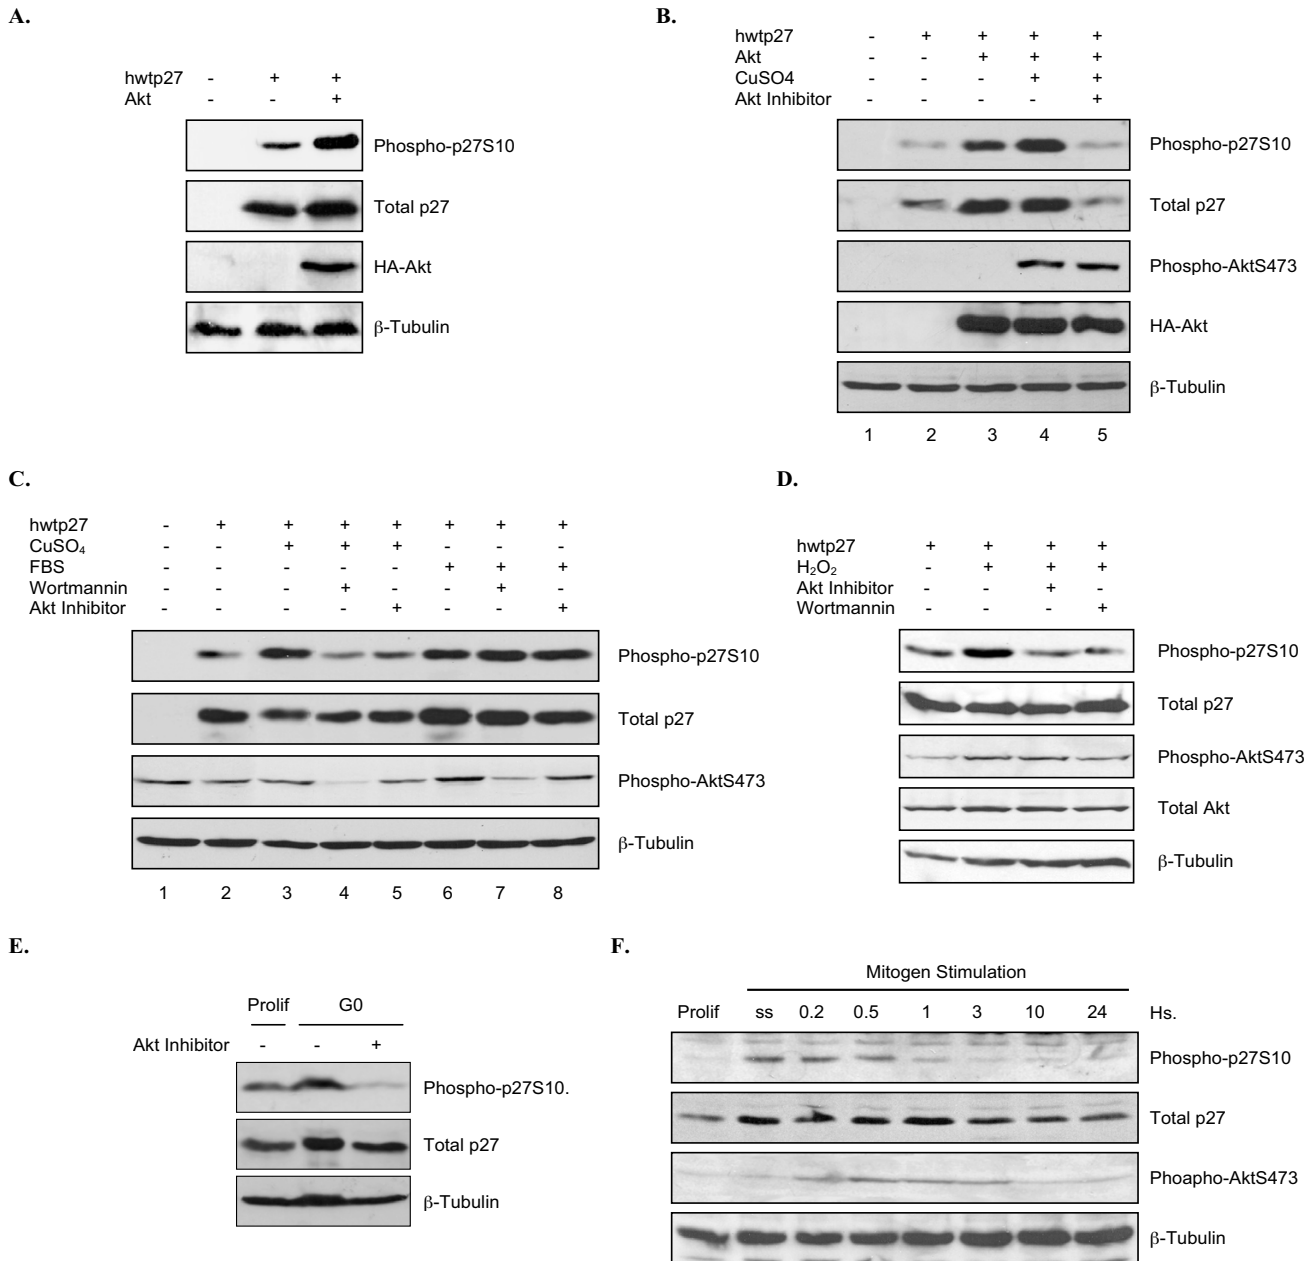 A.
hwtp27 - + +
Akt - - +
Phospho-p27S10
Total p27
HA-Akt
β-Tubulin
B.
hwtp27 - + + + +
Akt - - + + +
CuSO4 - - - + +
Akt Inhibitor - - - - +
Phospho-p27S10
Total p27
Phospho-AktS473
HA-Akt
β-Tubulin
1 2 3 4 5
C.
hwtp27 - + + + + + + +
CuSO₄ - - + + + - - -
FBS - - - - - + + +
Wortmannin - - - + - - + -
Akt Inhibitor - - - - + - - +
Phospho-p27S10
Total p27
Phospho-AktS473
β-Tubulin
1 2 3 4 5 6 7 8
D.
hwtp27 + + + +
H₂O₂ - + + +
Akt Inhibitor - - + -
Wortmannin - - - +
Phospho-p27S10
Total p27
Phospho-AktS473
Total Akt
β-Tubulin
E.
Prolif G0
Akt Inhibitor - - +
Phospho-p27S10.
Total p27
β-Tubulin
F.
Mitogen Stimulation
Prolif ss 0.2 0.5 1 3 10 24 Hs.
Phospho-p27S10
Total p27
Phoapho-AktS473
β-Tubulin